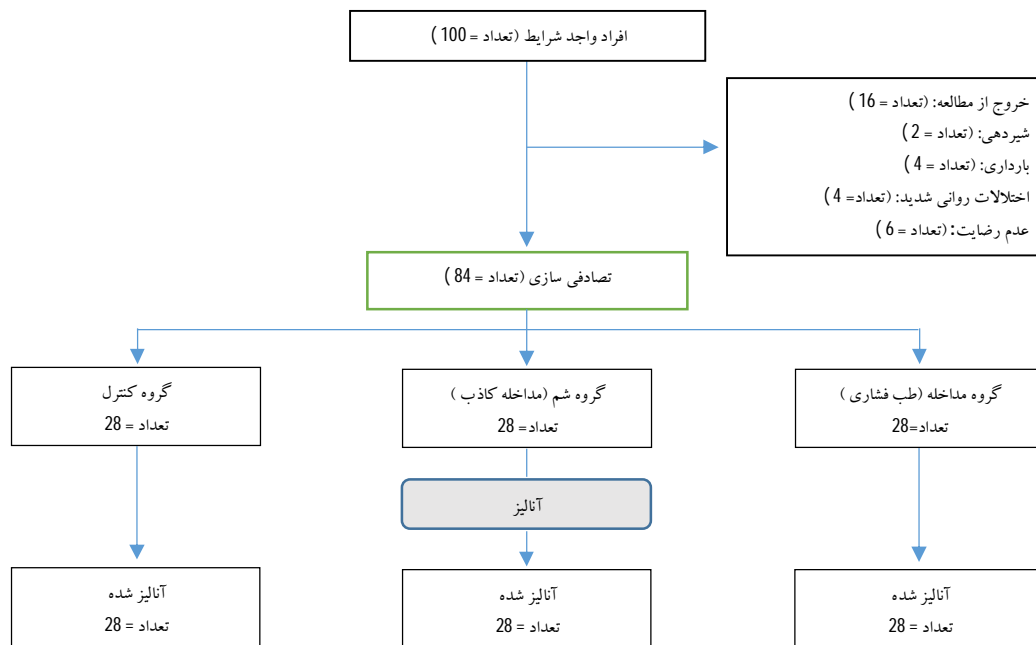 افراد واجد شرایط (تعداد = 100 )
خروج از مطالعه: (تعداد = 16 )
شیردهی: (تعداد = 2 )
بارداری: (تعداد = 4 )
اختلالات روانی شدید: (تعداد= 4 )
عدم رضایت: (تعداد = 6 )
تصادفی سازی (تعداد = 84 )
گروه مداخله (طب فشاری )
تعداد=28
گروه شم (مداخله کاذب )
تعداد= 28
گروه کنترل
تعداد = 28
آنالیز
آنالیز شده
تعداد = 28
آنالیز شده
تعداد = 28
آنالیز شده
تعداد = 28